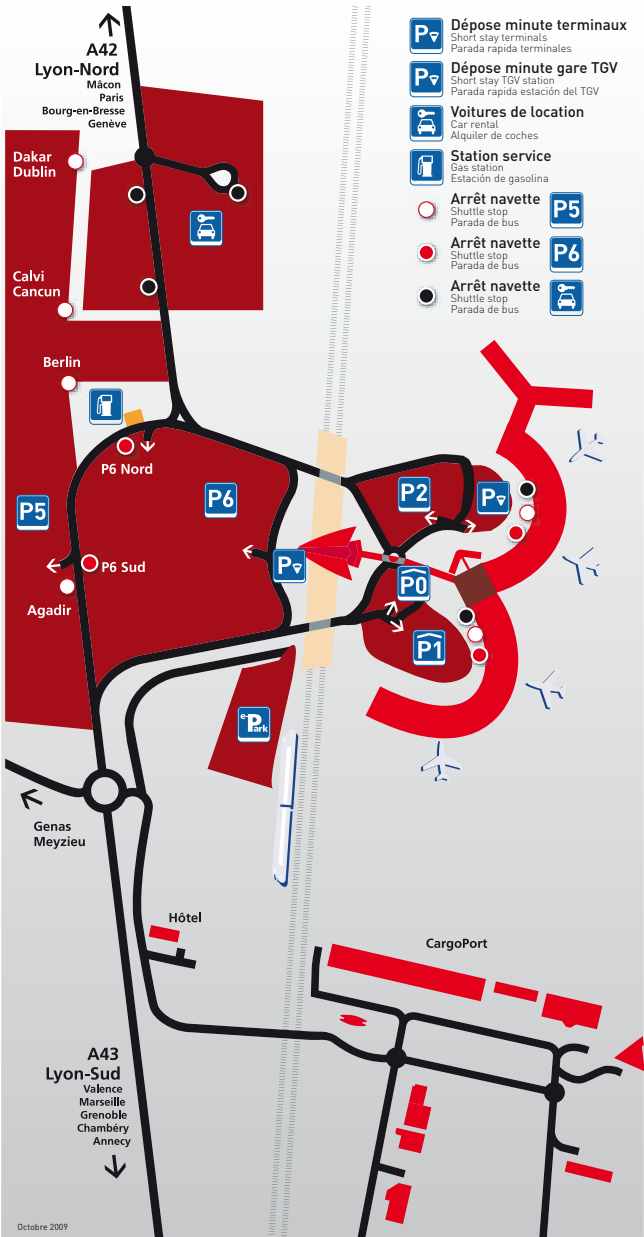 A42
Lyon-Nord
Mâcon
Paris
Bourg-en-Bresse
Genève
P
Dépose minute terminaux
Short stay terminals
Parada rapida terminales
P
Dépose minute gare TGV
Short stay TGV station
Parada rapida estación del TGV
Voitures de location
Car rental
Alquiler de coches
Station service
Gas station
Estación de gasolina
Arrêt navette
Shuttle stop
Parada de bus
P5
Arrêt navette
Shuttle stop
Parada de bus
P6
Arrêt navette
Shuttle stop
Parada de bus
Dakar
Dublin
Calvi
Cancun
Berlin
P6 Nord
P5
P6
P2
P
P6 Sud
P
P0
Agadir
P1
e-Park
Genas
Meyzieu
Hôtel
CargoPort
A43
Lyon-Sud
Valence
Marseille
Grenoble
Chambéry
Annecy
Octobre 2009